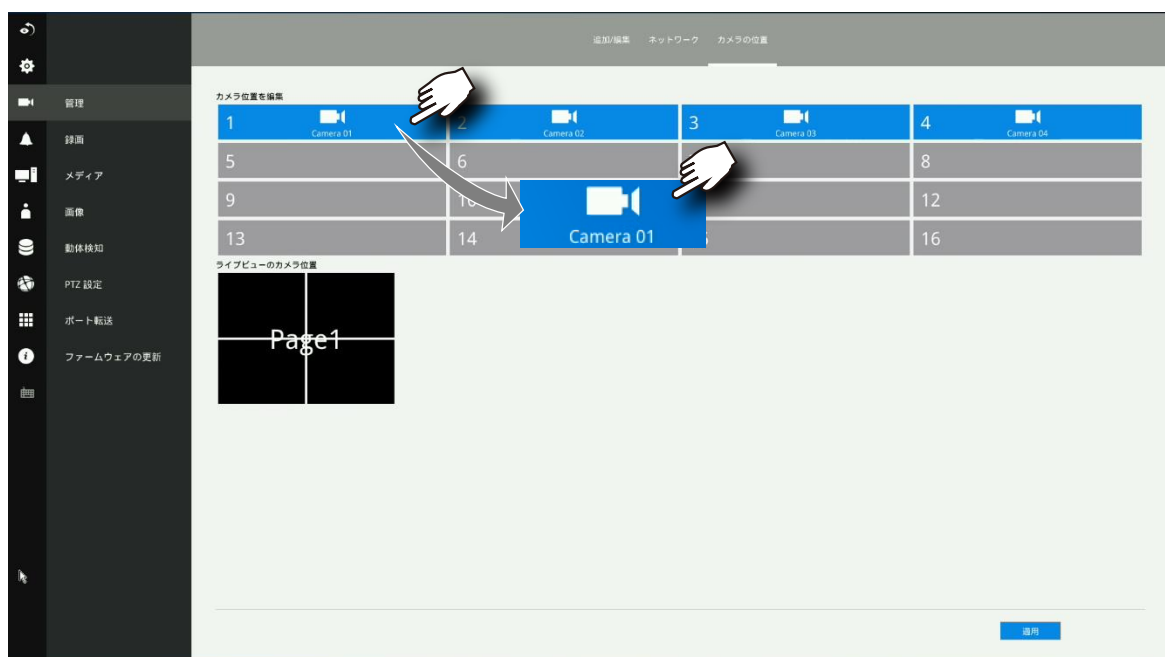 追加/編集 ネットワーク カメラの位置
管理
録画
メディア
画像
動体検知
PTZ 設定
ポート転送
ファームウェアの更新
カメラ位置を編集
1 Camera 01
2 Camera 02
3 Camera 03
4 Camera 04
5 6 8
9 10 12
Camera 01
13 14 16
ライブビューのカメラ位置
Page1
適用